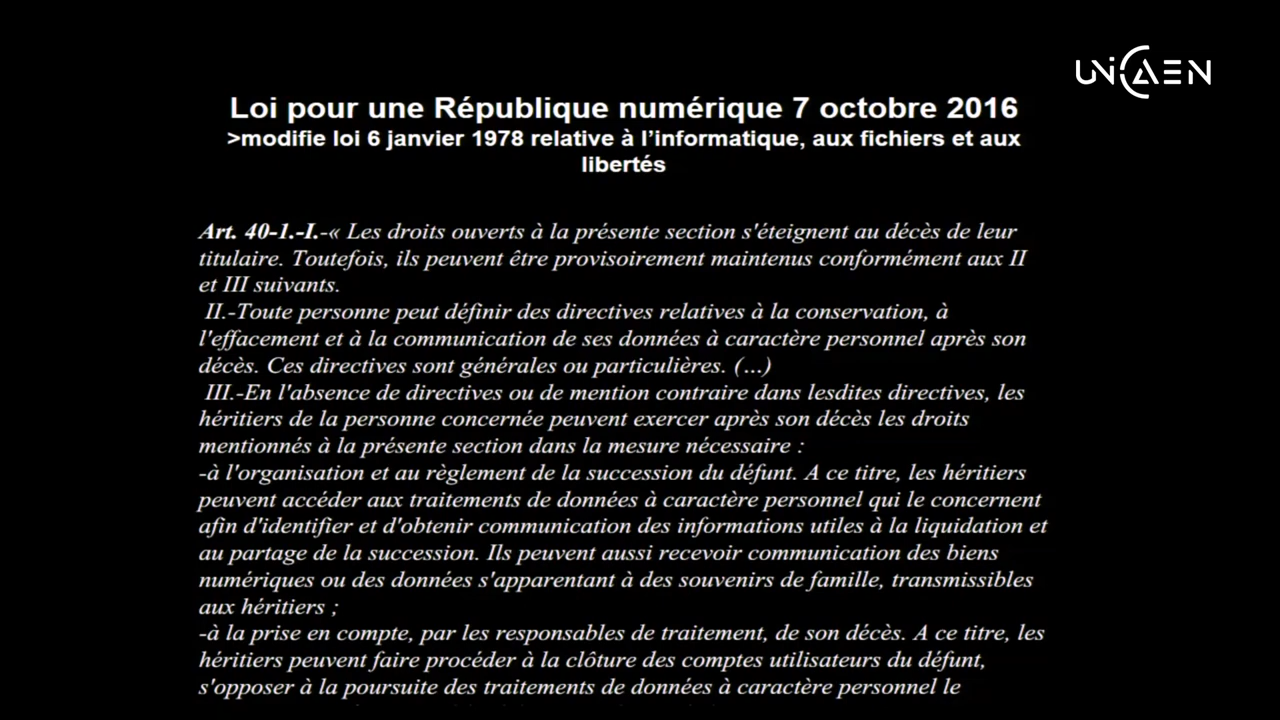 UNICAEN
Loi pour une République numérique 7 octobre 2016
>modifie loi 6 janvier 1978 relative à l’informatique, aux fichiers et aux
libertés
Art. 40-1.-I.-« Les droits ouverts à la présente section s'éteignent au décès de leur
titulaire. Toutefois, ils peuvent être provisoirement maintenus conformément aux II
et III suivants.
II.-Toute personne peut définir des directives relatives à la conservation, à
l'effacement et à la communication de ses données à caractère personnel après son
décès. Ces directives sont générales ou particulières. (…)
III.-En l'absence de directives ou de mention contraire dans lesdites directives, les
héritiers de la personne concernée peuvent exercer après son décès les droits
mentionnés à la présente section dans la mesure nécessaire :
-à l'organisation et au règlement de la succession du défunt. A ce titre, les héritiers
peuvent accéder aux traitements de données à caractère personnel qui le concernent
afin d'identifier et d'obtenir communication des informations utiles à la liquidation et
au partage de la succession. Ils peuvent aussi recevoir communication des biens
numériques ou des données s'apparentant à des souvenirs de famille, transmissibles
aux héritiers ;
-à la prise en compte, par les responsables de traitement, de son décès. A ce titre, les
héritiers peuvent faire procéder à la clôture des comptes utilisateurs du défunt,
s'opposer à la poursuite des traitements de données à caractère personnel le